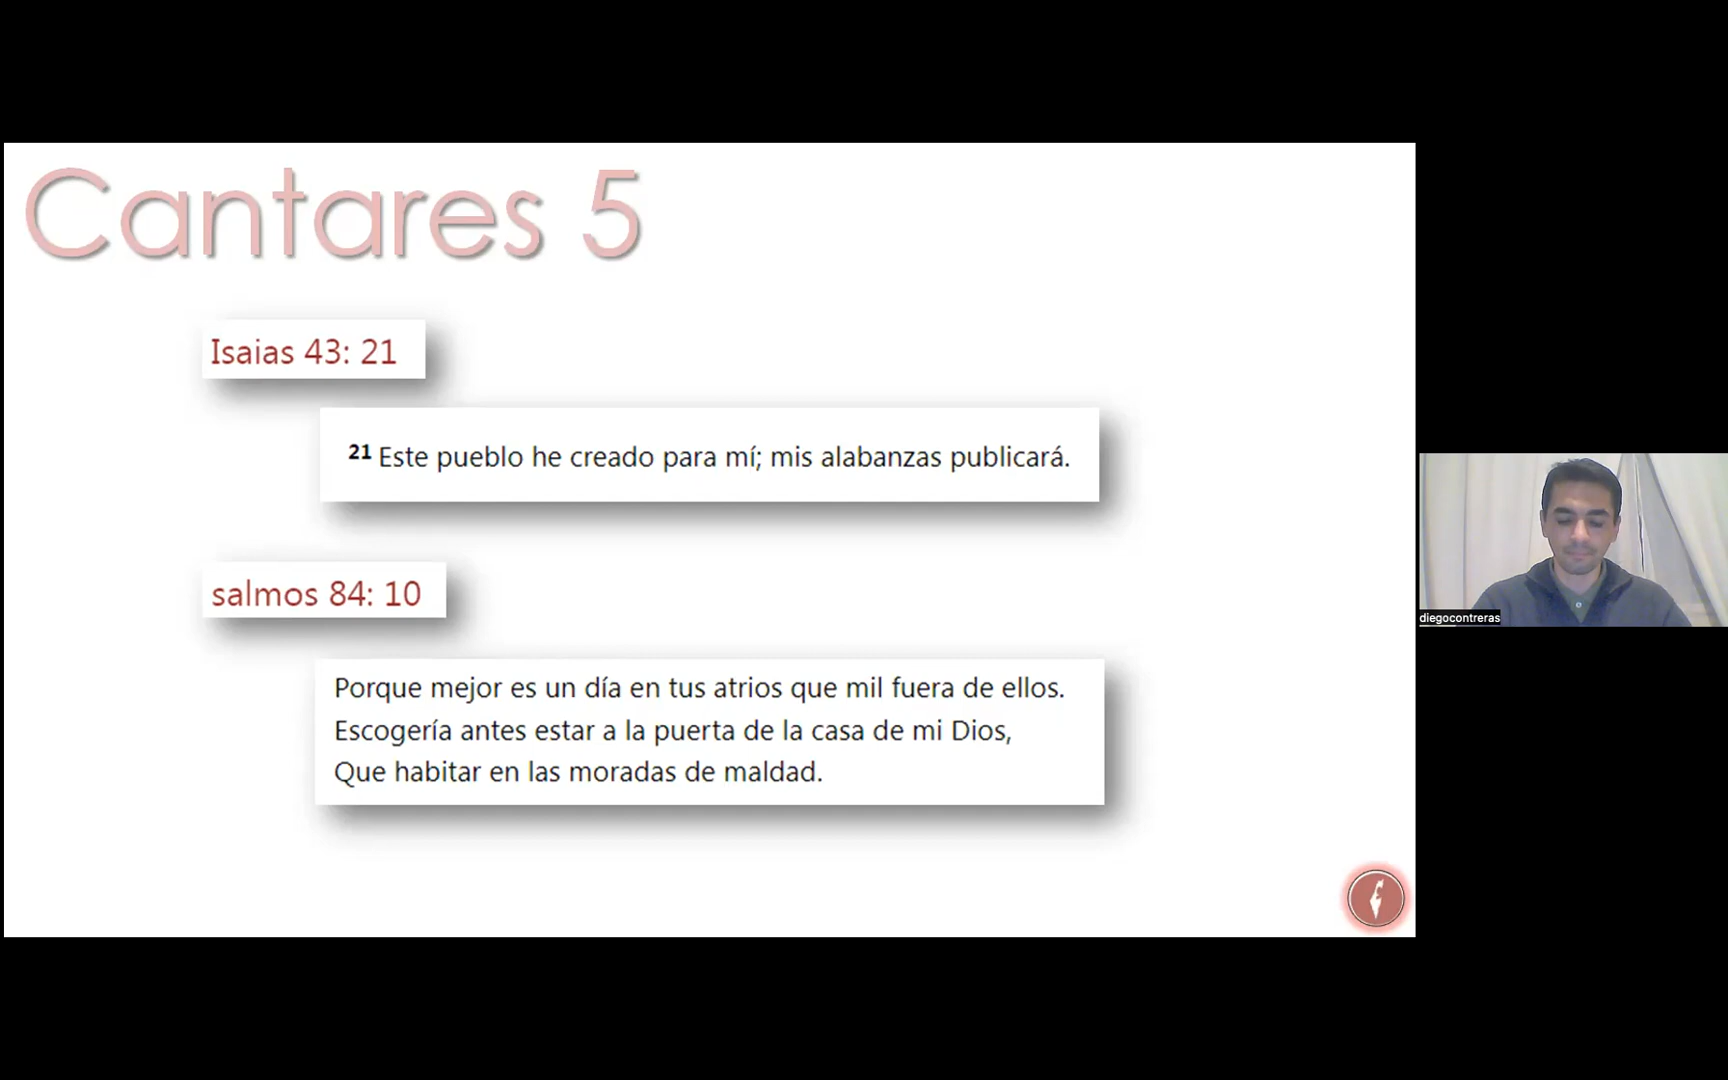 Cantares 5
Isaias 43: 21
21 Este pueblo he creado para mí; mis alabanzas publicará.
salmos 84: 10
Porque mejor es un día en tus atrios que mil fuera de ellos.
Escogería antes estar a la puerta de la casa de mi Dios,
Que habitar en las moradas de maldad.
diegocontreras